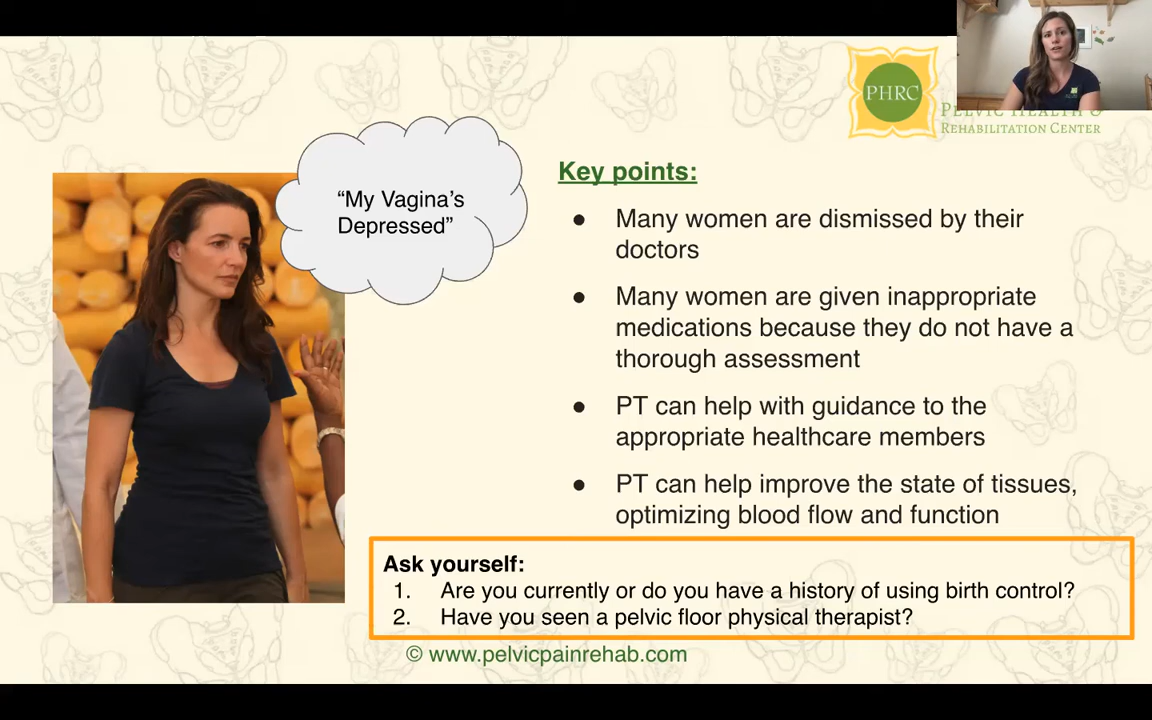 PHRC
PELVIC HEALTH &
REHABILITATION CENTER
“My Vagina’s
Depressed”
Key points:
● Many women are dismissed by their
doctors
● Many women are given inappropriate
medications because they do not have a
thorough assessment
● PT can help with guidance to the
appropriate healthcare members
● PT can help improve the state of tissues,
optimizing blood flow and function
Ask yourself:
1. Are you currently or do you have a history of using birth control?
2. Have you seen a pelvic floor physical therapist?
© www.pelvicpainrehab.com